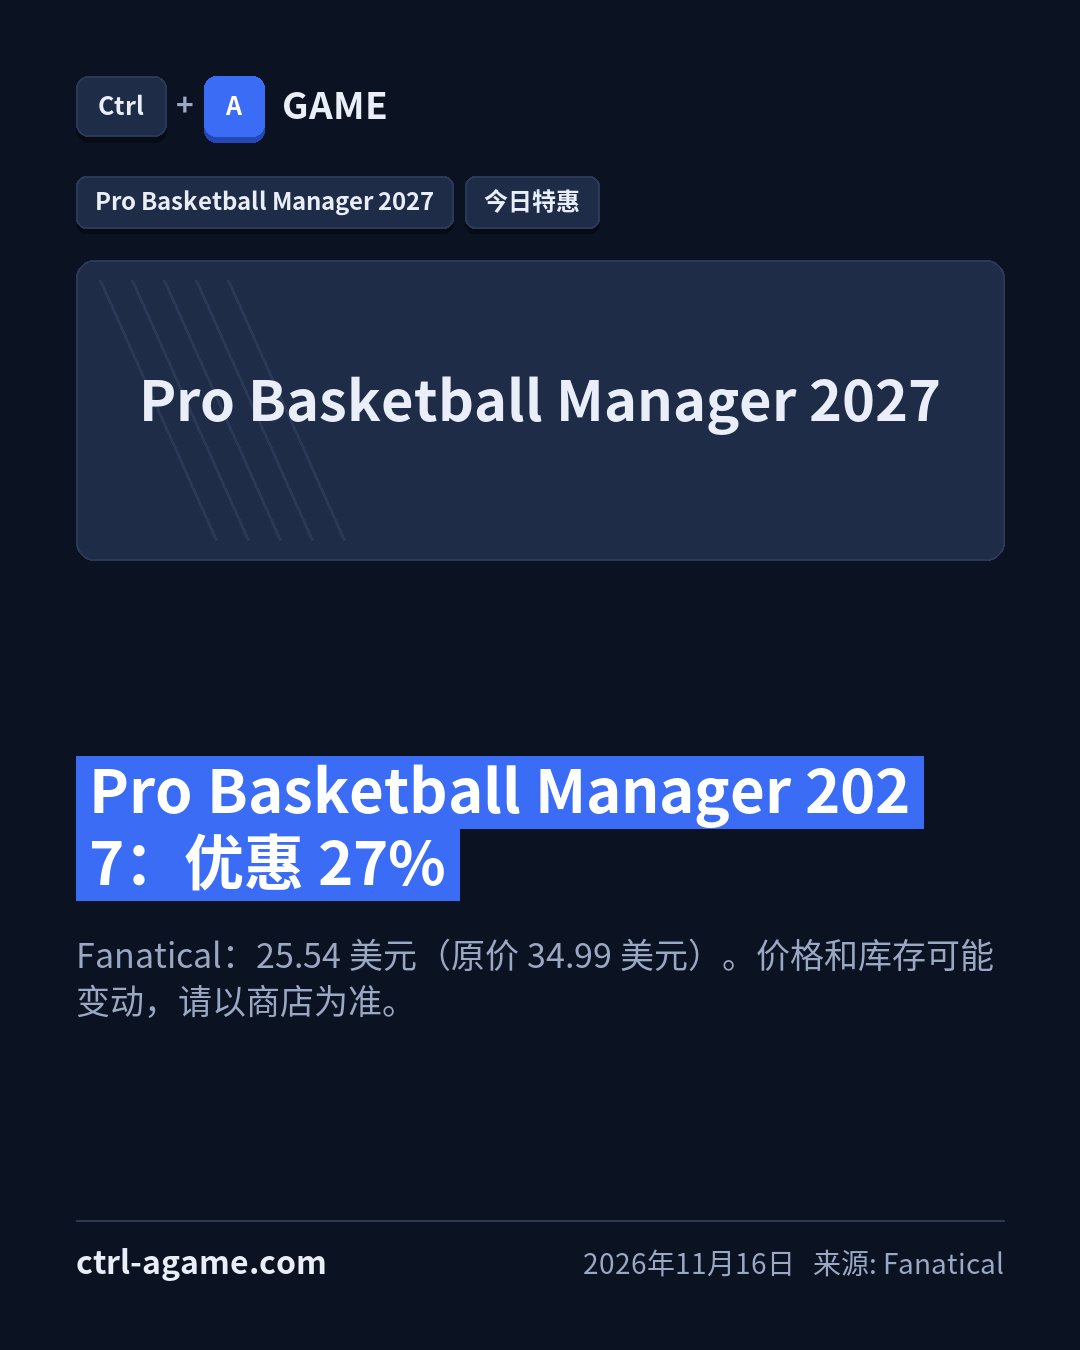 Ctrl + A GAME
Pro Basketball Manager 2027 今日特惠
Pro Basketball Manager 2027
Pro Basketball Manager 202
7：优惠 27%
Fanatical：25.54 美元（原价 34.99 美元）。价格和库存可能
变动，请以商店为准。
ctrl-agame.com 2026年11月16日 来源: Fanatical